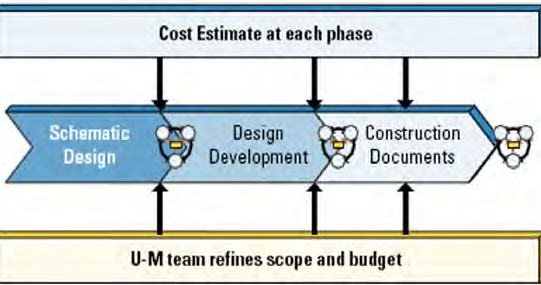 Cost Estimate at each phase
Schematic
Design
Design
Development
Construction
Documents
U-M team refines scope and budget